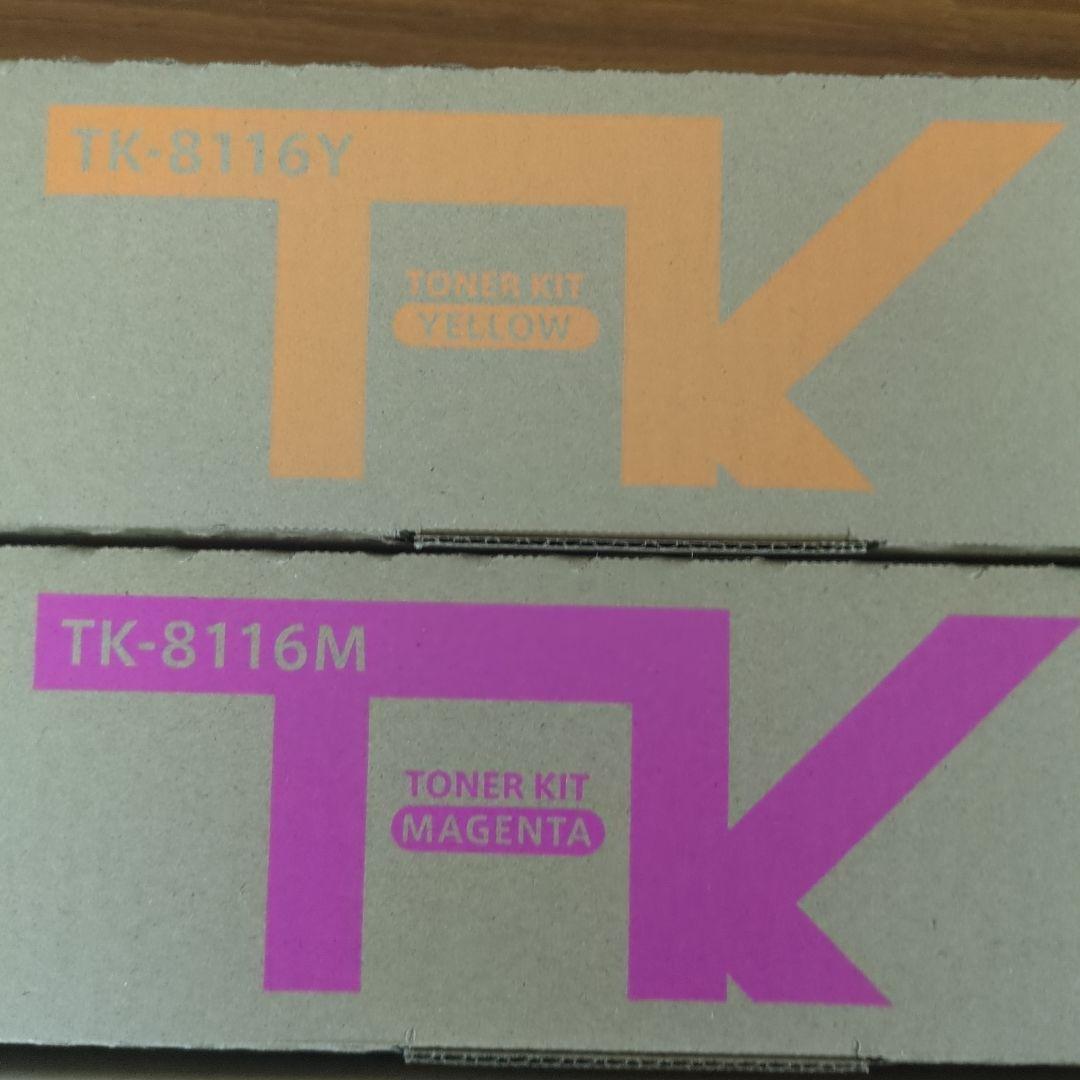 TK-8116Y
TK
TONER KIT
YELLOW
TK-8116M
TK
TONER KIT
MAGENTA